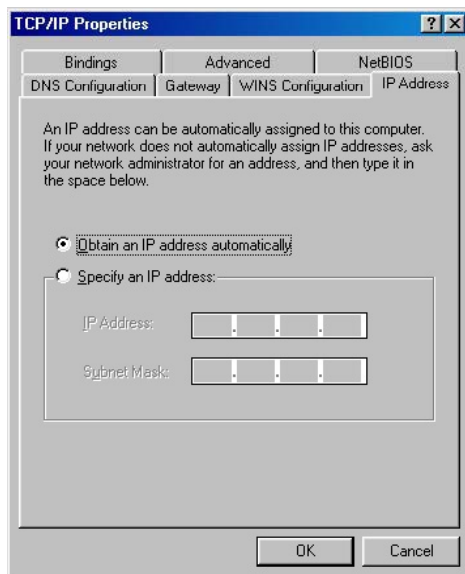 TCP/IP Properties
Bindings
Advanced
NetBIOS
DNS Configuration
Gateway
WINS Configuration
IP Address
An IP address can be automatically assigned to this computer.
If your network does not automatically assign IP addresses, ask
your network administrator for an address, and then type it in
the space below.
Obtain an IP address automatically
Specify an IP address:
IP Address:
Subnet Mask:
OK
Cancel